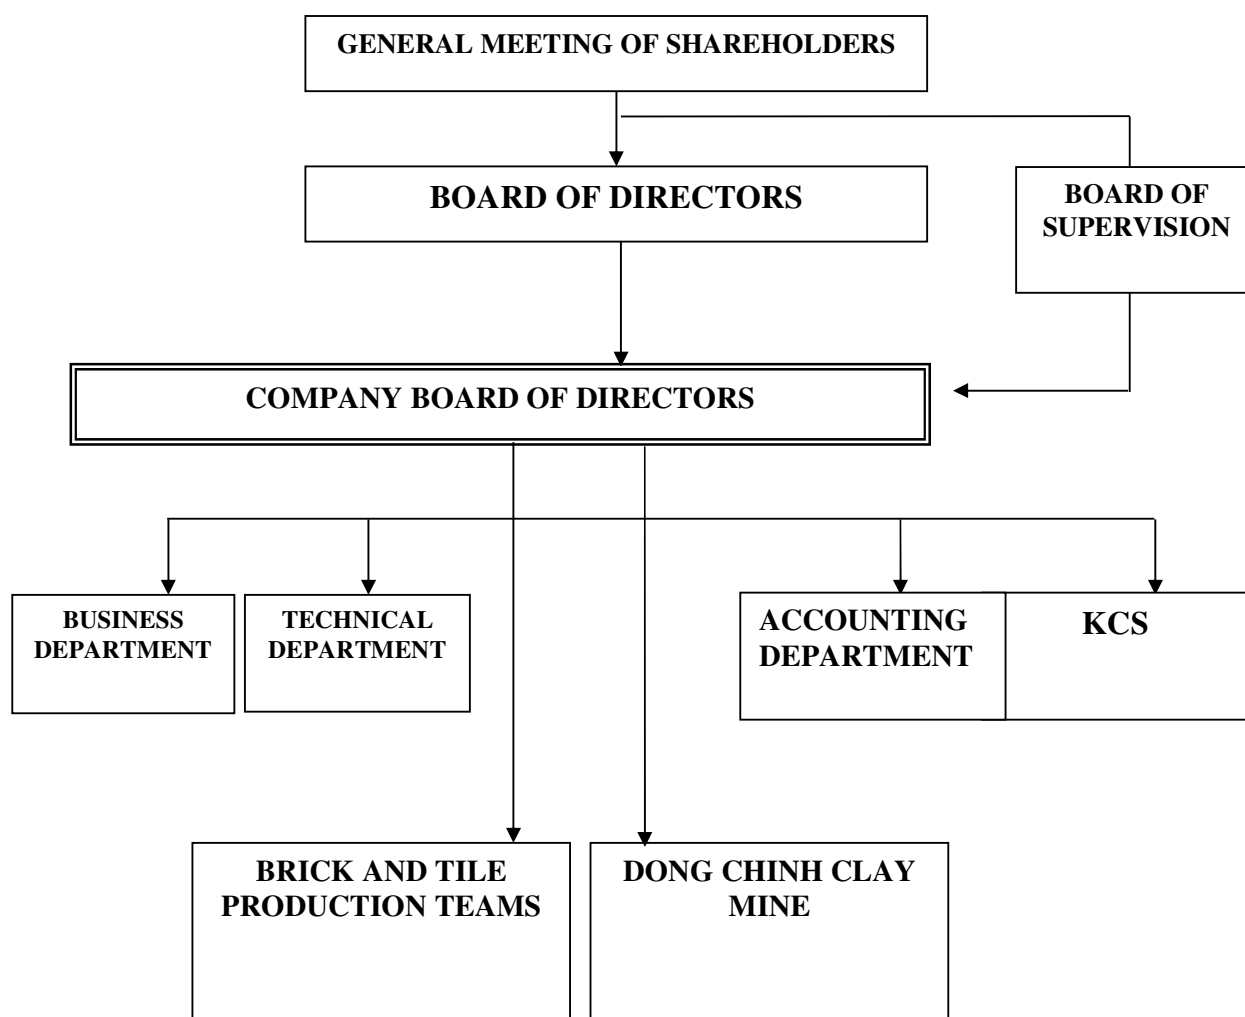 GENERAL MEETING OF SHAREHOLDERS
BOARD OF DIRECTORS
BOARD OF
SUPERVISION
COMPANY BOARD OF DIRECTORS
BUSINESS
DEPARTMENT
TECHNICAL
DEPARTMENT
ACCOUNTING
DEPARTMENT
KCS
BRICK AND TILE
PRODUCTION TEAMS
DONG CHINH CLAY
MINE